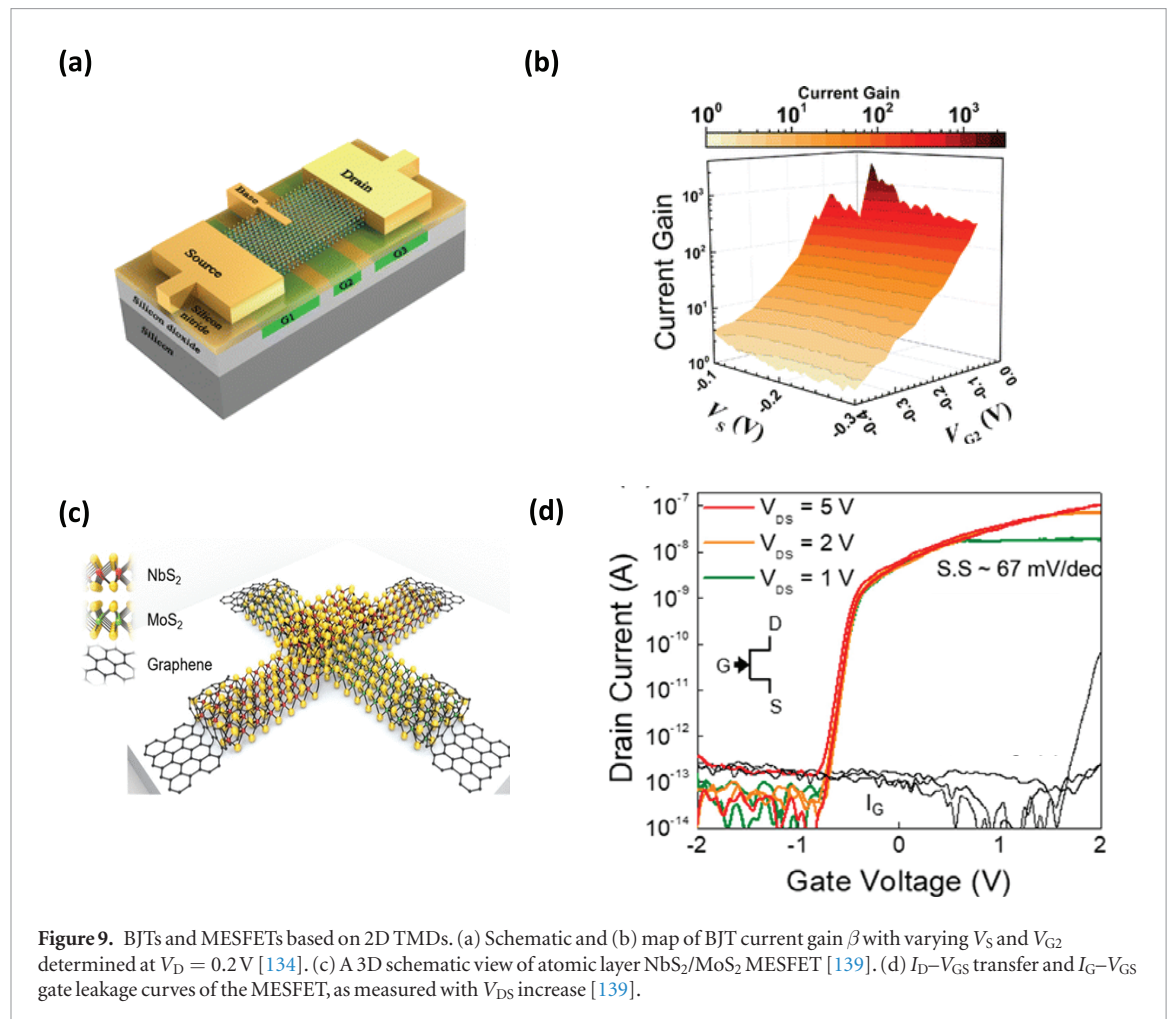 (a)
Base
Drain
Source
Silicon nitride
Silicon dioxide
Silicon
G1
G2
G3
(b)
Current Gain
10^0 10^1 10^2 10^3
Current Gain
10^3
10^2
10^1
10^0
-0.1
-0.2
-0.3
V_S (V)
-0.4
-0.3
-0.2
-0.1
0.0
V_G2 (V)
(c)
NbS₂
MoS₂
Graphene
(d)
V_DS = 5 V
V_DS = 2 V
V_DS = 1 V
S.S ~ 67 mV/dec
D
G
S
I_G
Drain Current (A)
10^-7
10^-8
10^-9
10^-10
10^-11
10^-12
10^-13
10^-14
-2 -1 0 1 2
Gate Voltage (V)
Figure 9. BJTs and MESFETs based on 2D TMDs. (a) Schematic and (b) map of BJT current gain β with varying V_S and V_G2
determined at V_D = 0.2 V [134]. (c) A 3D schematic view of atomic layer NbS₂/MoS₂ MESFET [139]. (d) I_D–V_GS transfer and I_G–V_GS
gate leakage curves of the MESFET, as measured with V_DS increase [139].